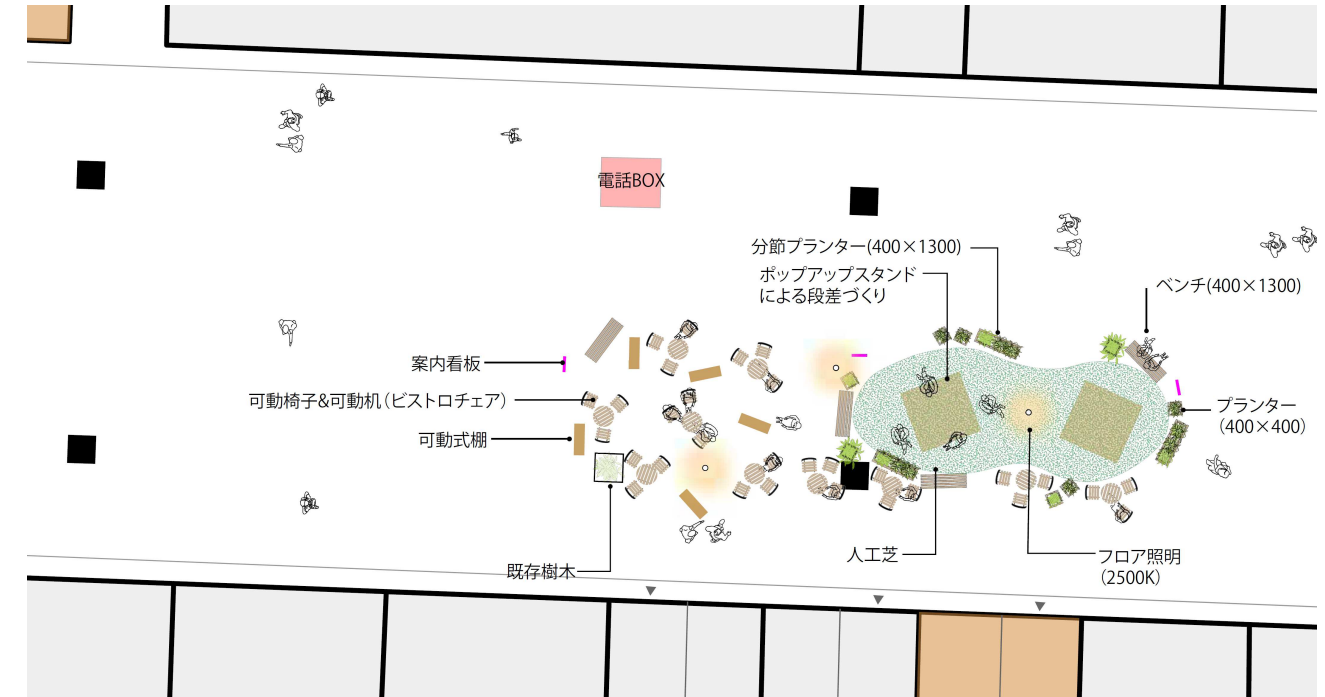 電話BOX
分節プランター(400×1300)
ポップアップスタンド
による段差づくり
ベンチ(400×1300)
案内看板
可動椅子&可動机（ビストロチェア）
可動式棚
プランター
(400×400)
人工芝
フロア照明
(2500K)
既存樹木